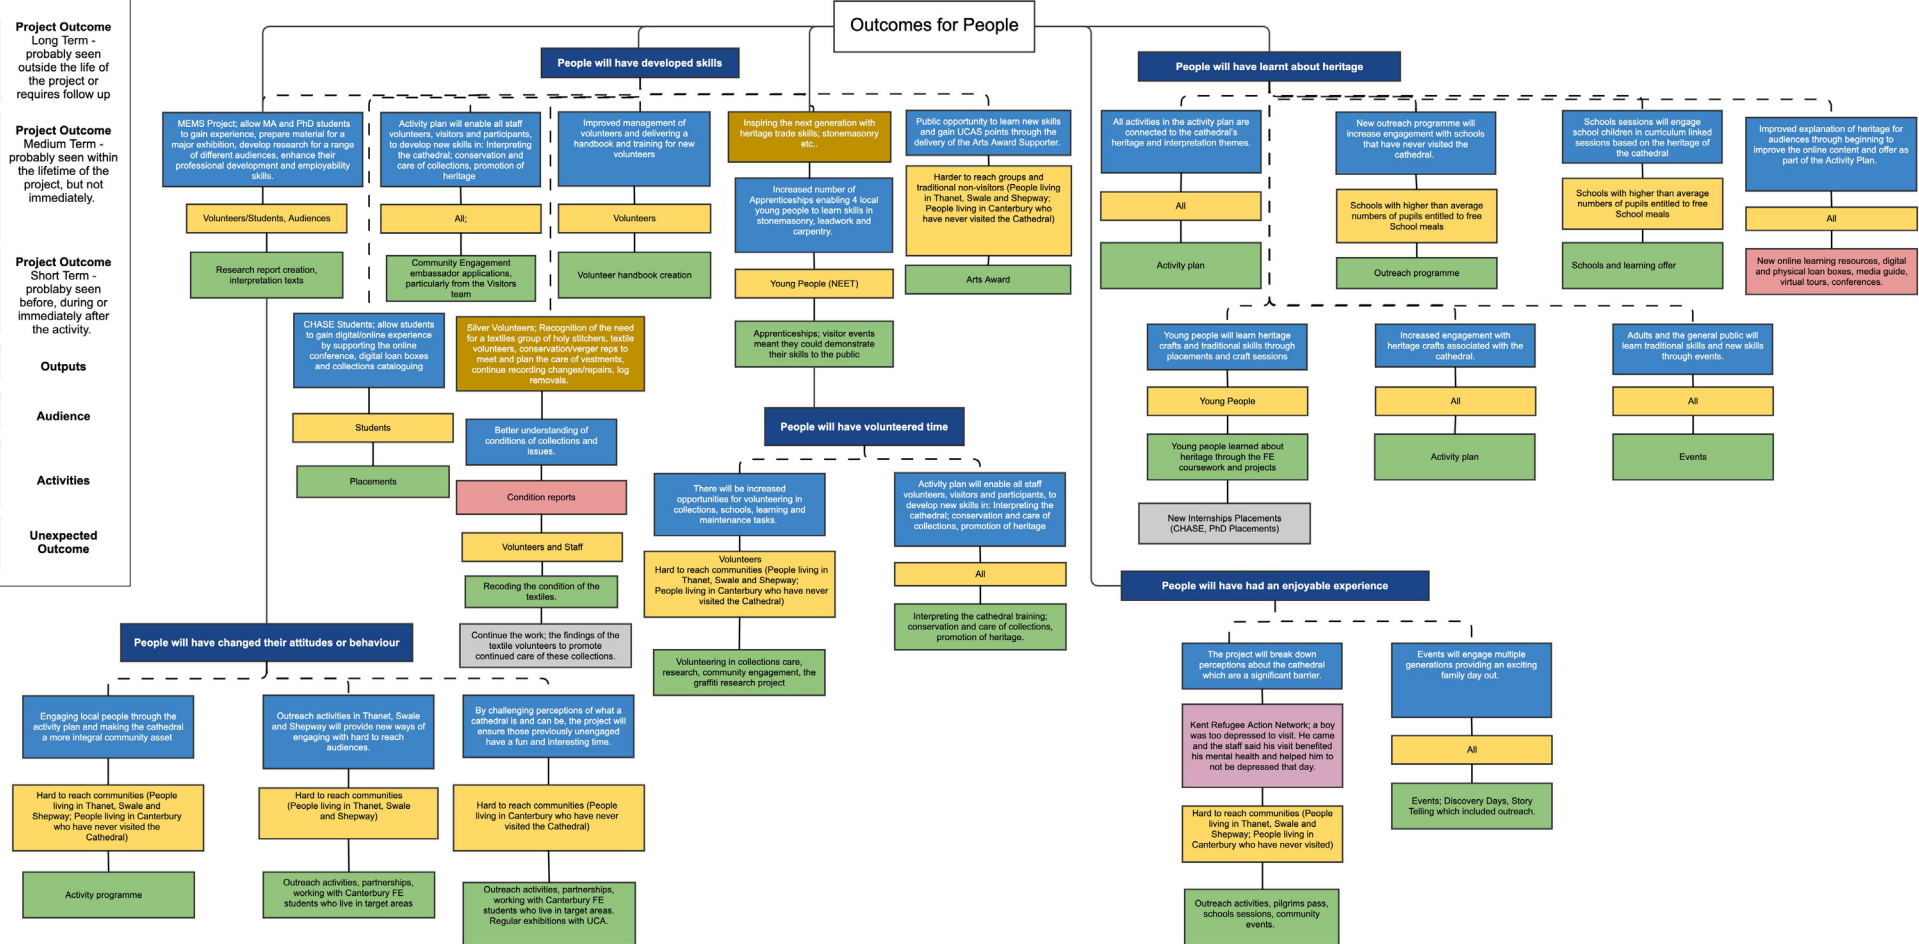 Outcomes for People
Project Outcome
Long Term -
probably seen
outside the life of
the project or
requires follow up
Project Outcome
Medium Term -
probably seen within
the lifetime of the
project, but not
immediately.
Project Outcome
Short Term -
problaby seen
before, during or
immediately after
the activity.
Outputs
Audience
Activities
Unexpected
Outcome
People will have developed skills
MEMS Project; allow MA and PhD students
to gain experience, prepare material for a
major exhibition, develop research for a range
of different audiences, enhance their
professional development and employability
skills.
Volunteers/Students, Audiences
Research report creation,
interpretation texts
Activity plan will enable all staff
volunteers, visitors and participants,
to develop new skills in: Interpreting
the cathedral; conservation and
care of collections, promotion of
heritage
All;
Community Engagement
embassador applications,
particularly from the Visitors
team
Improved management of
volunteers and delivering a
handbook and training for new
volunteers
Volunteers
Volunteer handbook creation
Inspiring the next generation with
heritage trade skills; stonemasonry
etc..
Increased number of
Apprenticeships enabling 4 local
young people to learn skills in
stonemasonry, leadwork and
carpentry.
Young People (NEET)
Apprenticeships; visitor events
meant they could demonstrate
their skills to the public
Public opportunity to learn new skills
and gain UCAS points through the
delivery of the Arts Award Supporter.
Harder to reach groups and
traditional non-visitors (People living
in Thanet, Swale and Shepway;
People living in Canterbury who
have never visited the Cathedral)
Arts Award
CHASE Students; allow students
to gain digital/online experience
by supporting the online
conference, digital loan boxes
and collections cataloguing
Students
Placements
Silver Volunteers; Recognition of the need
for a textiles group of holy stitchers, textile
volunteers, conservation/verger reps to
meet and plan the care of vestments,
continue recording changes/repairs, log
removals.
Better understanding of
conditions of collections and
issues.
Condition reports
Volunteers and Staff
Recoding the condition of the
textiles.
Continue the work; the findings of the
textile volunteers to promote
continued care of these collections.
People will have volunteered time
There will be increased
opportunities for volunteering in
collections, schools, learning and
maintenance tasks.
Volunteers
Hard to reach communities (People living in
Thanet, Swale and Shepway;
People living in Canterbury who have never
visited the Cathedral)
Volunteering in collections care,
research, community engagement, the
graffiti research project
Activity plan will enable all staff
volunteers, visitors and participants, to
develop new skills in: Interpreting the
cathedral; conservation and care of
collections, promotion of heritage
All
Interpreting the cathedral training;
conservation and care of collections,
promotion of heritage.
People will have learnt about heritage
All activities in the activity plan are
connected to the cathedral's
heritage and interpretation themes.
All
Activity plan
New outreach programme will
increase engagement with schools
that have never visited the
cathedral.
Schools with higher than average
numbers of pupils entitled to free
School meals
Outreach programme
Schools sessions will engage
school children in curriculum linked
sessions based on the heritage of
the cathedral
Schools with higher than average
numbers of pupils entitled to free
School meals
Schools and learning offer
Improved explanation of heritage for
audiences through beginning to
improve the online content and offer as
part of the Activity Plan.
All
New online learning resources, digital
and physical loan boxes, media guide,
virtual tours, conferences.
Young people will learn heritage
crafts and traditional skills through
placements and craft sessions
Young People
Young people learned about
heritage through the FE
coursework and projects
New Internships Placements
(CHASE, PhD Placements)
Increased engagement with
heritage crafts associated with the
cathedral.
All
Activity plan
Adults and the general public will
learn traditional skills and new skills
through events.
All
Events
People will have had an enjoyable experience
The project will break down
perceptions about the cathedral
which are a significant barrier.
Kent Refugee Action Network; a boy
was too depressed to visit. He came
and the staff said his visit benefited
his mental health and helped him to
not be depressed that day.
Hard to reach communities (People
living in Thanet, Swale and
Shepway; People living in
Canterbury who have never visited)
Outreach activities, pilgrims pass,
schools sessions, community
events.
Events will engage multiple
generations providing an exciting
family day out.
All
Events; Discovery Days, Story
Telling which included outreach.
People will have changed their attitudes or behaviour
Engaging local people through the
activity plan and making the cathedral
a more integral community asset
Hard to reach communities (People
living in Thanet, Swale and
Shepway; People living in Canterbury
who have never visited the
Cathedral)
Activity programme
Outreach activities in Thanet, Swale
and Shepway will provide new ways of
engaging with hard to reach
audiences.
Hard to reach communities
(People living in Thanet, Swale
and Shepway)
Outreach activities, partnerships,
working with Canterbury FE
students who live in target areas
By challenging perceptions of what a
cathedral is and can be, the project will
ensure those previously unengaged
have a fun and interesting time.
Hard to reach communities (People
living in Canterbury who have never
visited the Cathedral)
Outreach activities, partnerships,
working with Canterbury FE
students who live in target areas.
Regular exhibitions with UCA.